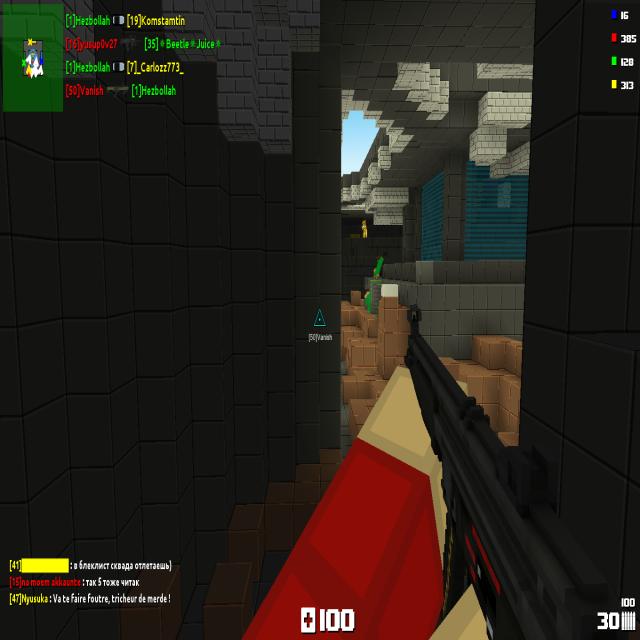 [1]Hezbollah [19]Komstamtin
[16]yusup0v27 [35]*Beetle*Juice*
[1]Hezbollah [7]_Carlozz773_
[50]Vanish [1]Hezbollah
16
385
128
313
[50]Vanish
[41] : в блеклист сквада отлетаешь)
[15]no moem akkaunte : так 5 тоже читак
[47]Nyusuka : Va te faire foutre, tricheur de merde !
100
100
30